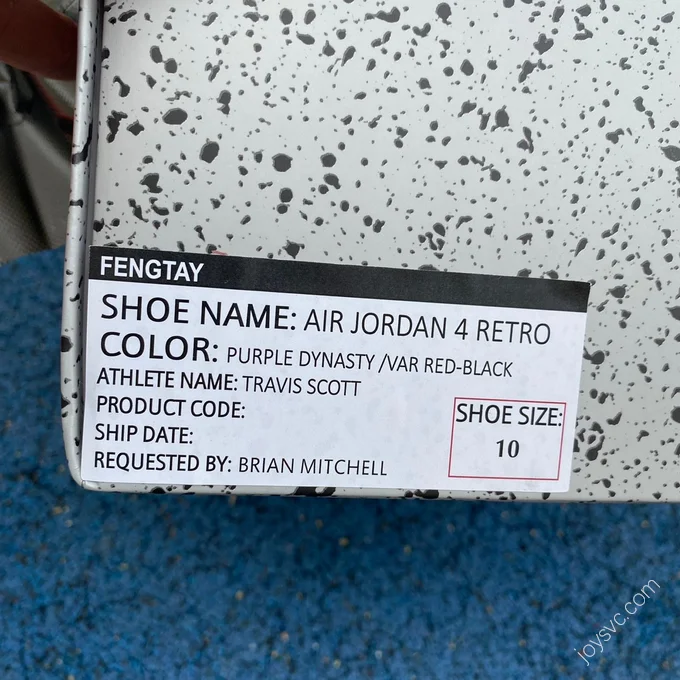 FENGTAY
SHOE NAME: AIR JORDAN 4 RETRO
COLOR: PURPLE DYNASTY /VAR RED-BLACK
ATHLETE NAME: TRAVIS SCOTT
PRODUCT CODE:
SHIP DATE:
REQUESTED BY: BRIAN MITCHELL
SHOE SIZE:
10
joysvc.com